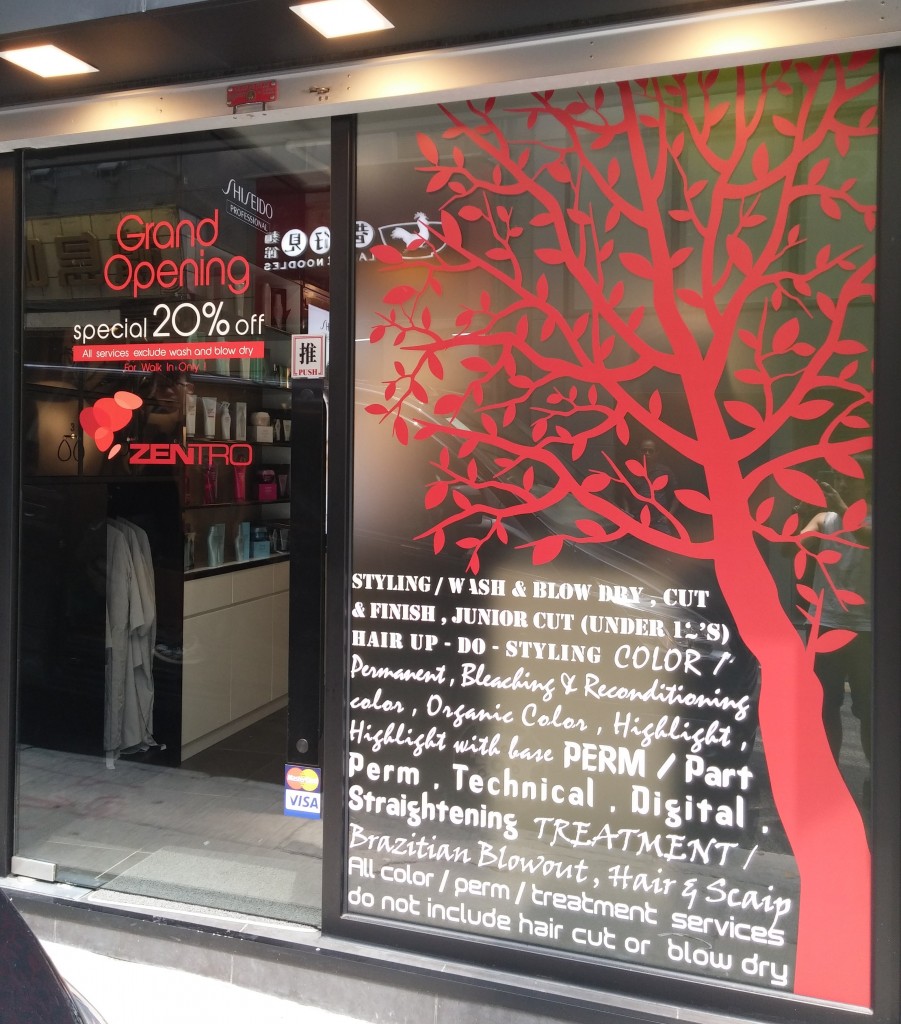 SHISEIDO
PROFESSIONAL
Grand
Opening
special 20% off
All services exclude wash and blow dry
For Walk In Only
ZENTRO
推
PUSH
MasterCard
VISA
NOODLES
STYLING / WASH & BLOW DRY , CUT
& FINISH , JUNIOR CUT (UNDER 12'S)
HAIR UP - DO - STYLING COLOR /
Permanent , Bleaching & Reconditioning
color , Organic Color , Highlight ,
Highlight with base PERM / Part
Perm . Technical . Digital .
Straightening TREATMENT /
Brazitian Blowout , Hair & Scaip
All color / perm / treatment services
do not include hair cut or blow dry